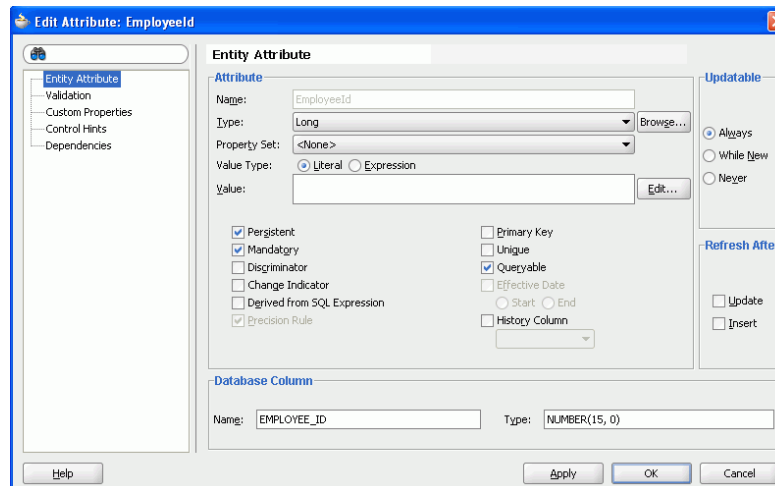 Edit Attribute: EmployeeId
Entity Attribute
Validation
Custom Properties
Control Hints
Dependencies
Entity Attribute
Attribute
Name: EmployeeId
Type: Long Browse...
Property Set: <None>
Value Type: Literal Expression
Value: Edit...
Persistent Primary Key
Mandatory Unique
Discriminator Queryable
Change Indicator Effective Date
Derived from SQL Expression Start End
Precision Rule History Column
Updatable
Always
While New
Never
Refresh Afte
Update
Insert
Database Column
Name: EMPLOYEE_ID Type: NUMBER(15, 0)
Help Apply OK Cancel